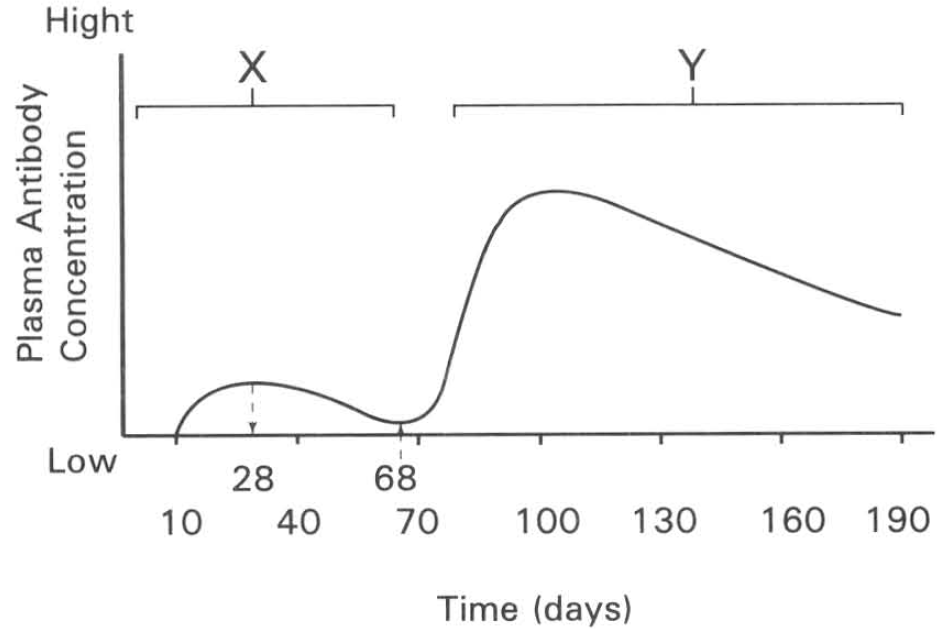 Hight
X
Y
Plasma Antibody
Concentration
Low
28
68
10 40 70 100 130 160 190
Time (days)